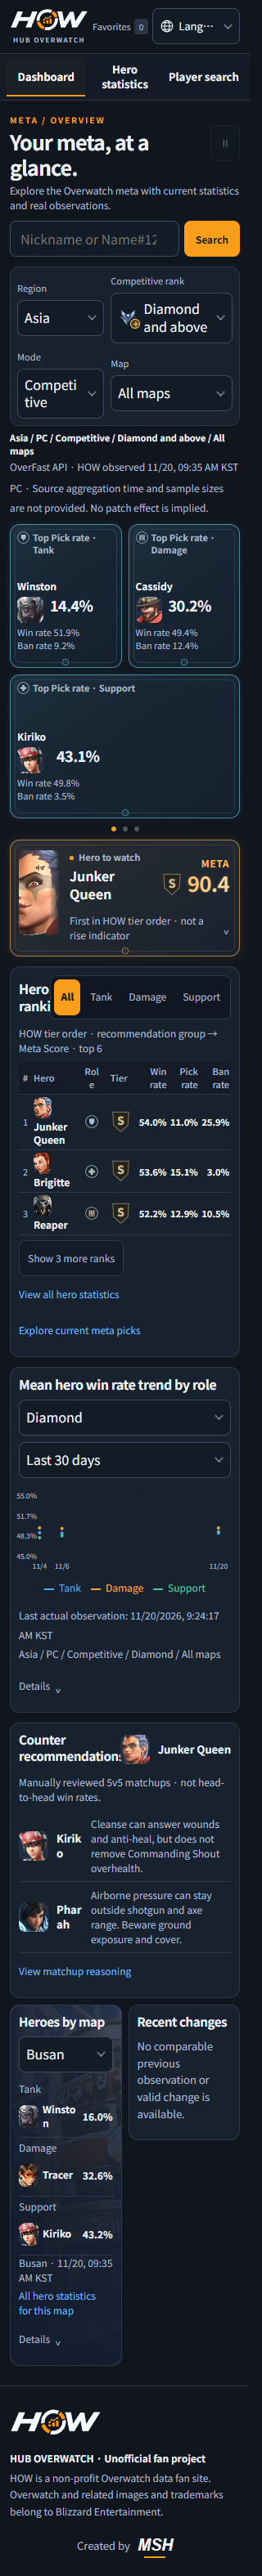 HOW
HUB OVERWATCH
Favorites 0
Lang...
Dashboard
Hero
statistics
Player search
META / OVERVIEW
Your meta, at a
glance.
Explore the Overwatch meta with current statistics
and real observations.
Nickname or Name#12
Search
Region
Asia
Competitive rank
Diamond
and above
Mode
Competi
tive
Map
All maps
Asia / PC / Competitive / Diamond and above / All
maps
OverFast API · HOW observed 11/20, 09:35 AM KST
PC · Source aggregation time and sample sizes
are not provided. No patch effect is implied.
Top Pick rate ·
Tank
Winston
14.4%
Win rate 51.9%
Ban rate 9.2%
Top Pick rate ·
Damage
Cassidy
30.2%
Win rate 49.4%
Ban rate 12.4%
Top Pick rate · Support
Kiriko
43.1%
Win rate 49.8%
Ban rate 3.5%
Hero to watch
Junker
Queen
META
S 90.4
First in HOW tier order · not a
rise indicator
Hero
ranki
All
Tank
Damage
Support
HOW tier order · recommendation group →
Meta Score · top 6
# Hero
Rol
e
Tier
Win
rate
Pick
rate
Ban
rate
1 Junker
Queen
S 54.0% 11.0% 25.9%
2 Brigitte S 53.6% 15.1% 3.0%
3 Reaper S 52.2% 12.9% 10.5%
Show 3 more ranks
View all hero statistics
Explore current meta picks
Mean hero win rate trend by role
Diamond
Last 30 days
55.0%
51.7%
48.3%
45.0%
11/4 11/6 11/20
Tank Damage Support
Last actual observation: 11/20/2026, 9:24:17
AM KST
Asia / PC / Competitive / Diamond / All maps
Details
Counter
recommendations
Junker Queen
Manually reviewed 5v5 matchups · not head-
to-head win rates.
Kirik
o
Cleanse can answer wounds
and anti-heal, but does not
remove Commanding Shout
overhealth.
Phar
ah
Airborne pressure can stay
outside shotgun and axe
range. Beware ground
exposure and cover.
View matchup reasoning
Heroes by map
Busan
Tank
Winsto
n
16.0%
Damage
Tracer 32.6%
Support
Kiriko 43.2%
Busan · 11/20, 09:35
AM KST
All hero statistics
for this map
Details
Recent changes
No comparable
previous
observation or
valid change is
available.
HOW
HUB OVERWATCH · Unofficial fan project
HOW is a non-profit Overwatch data fan site.
Overwatch and related images and trademarks
belong to Blizzard Entertainment.
Created by MSH